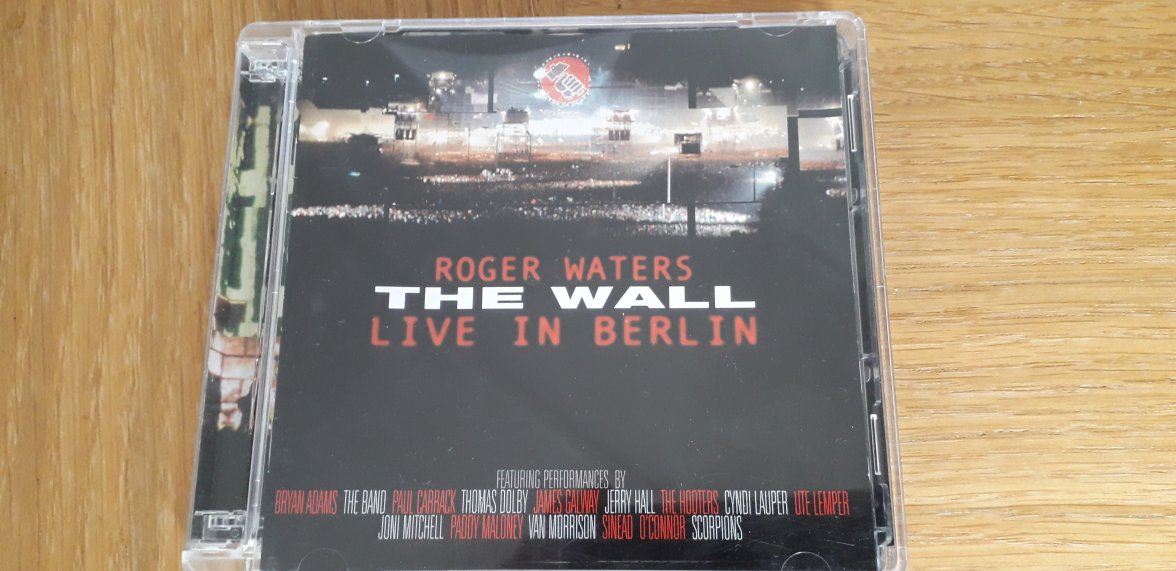 ROGER WATERS
THE WALL
LIVE IN BERLIN
FEATURING PERFORMANCES BY
BRYAN ADAMS THE BAND PAUL CARRACK THOMAS DOLBY JAMES GALWAY JERRY HALL THE HOOTERS CYNDI LAUPER UTE LEMPER
JONI MITCHELL PADDY MALONEY VAN MORRISON SINEAD O'CONNOR SCORPIONS